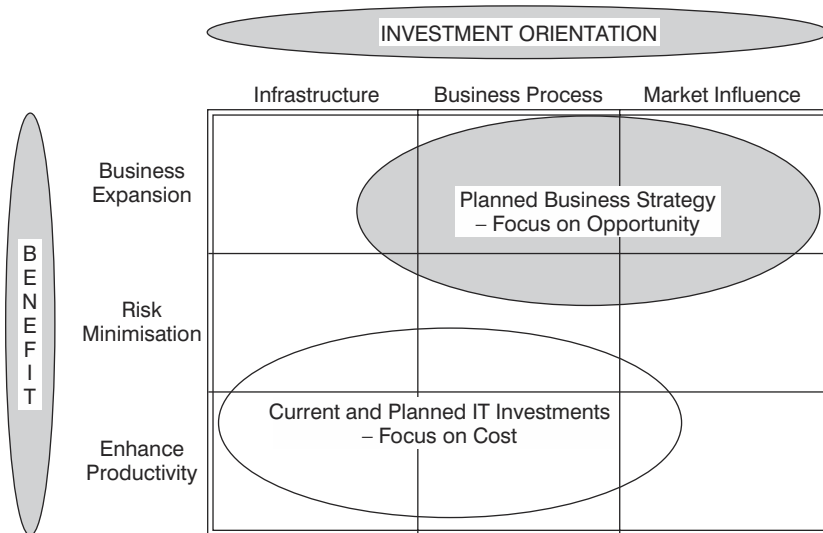 INVESTMENT ORIENTATION
Infrastructure
Business Process
Market Influence
BENEFIT
Business
Expansion
Planned Business Strategy
– Focus on Opportunity
Risk
Minimisation
Current and Planned IT Investments
– Focus on Cost
Enhance
Productivity